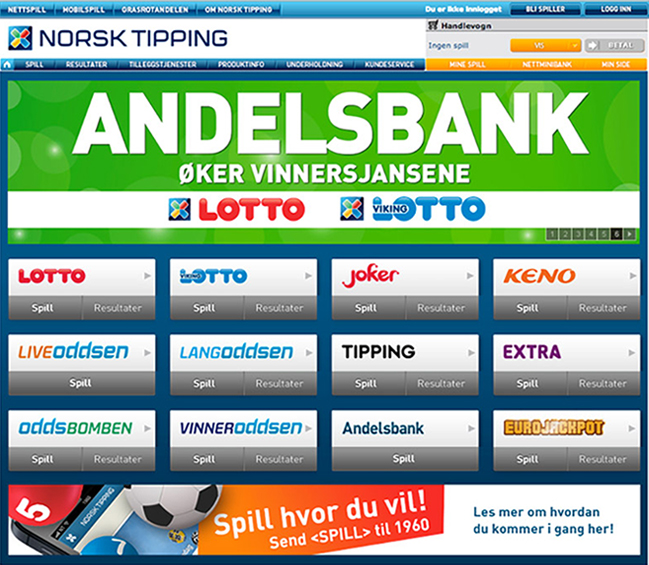 NETTSPILL MOBILSPILL GRASROTANDELEN OM NORSK TIPPING Du er ikke innlogget BLI SPILLER LOGG INN
NORSK TIPPING
Handlevogn
Ingen spill VIS BETAL
SPILL RESULTATER TILLEGGSTJENESTER PRODUKTINFO UNDERHOLDNING KUNDESERVICE MINE SPILL NETTMINIBANK MIN SIDE
ANDELSBANK
ØKER VINNERSJANSENE
LOTTO VIKING LOTTO
1 2 3 4 5 6
LOTTO VIKING LOTTO joker KENO
Spill Resultater Spill Resultater Spill Resultater Spill Resultater
LIVEoddsen LANGoddsen TIPPING EXTRA
Spill Spill Resultater Spill Resultater Spill Resultater
oddsBOMBEN VINNERoddsen Andelsbank EUROJACKPOT
Spill Resultater Spill Resultater Spill Spill Resultater
5 NORSK TIPPING
Spill hvor du vil!
Send <SPILL> til 1960
Les mer om hvordan
du kommer i gang her!